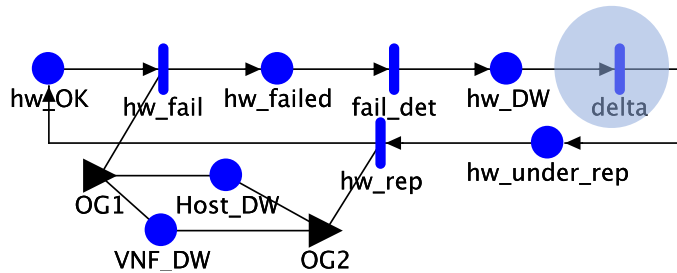 hw_OK hw_fail hw_failed fail_det hw_DW delta
hw_rep hw_under_rep
OG1 Host_DW
VNF_DW OG2